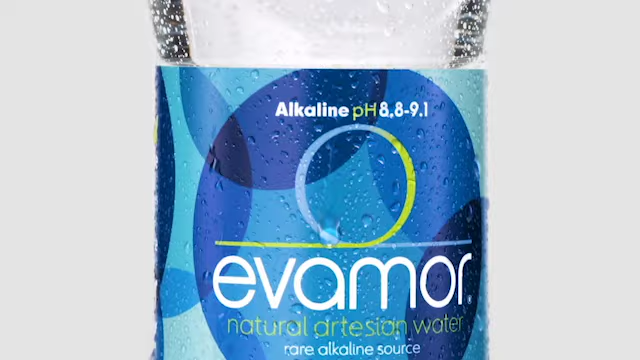 Alkaline pH 8.8-9.1
evamor
natural artesian water
rare alkaline source